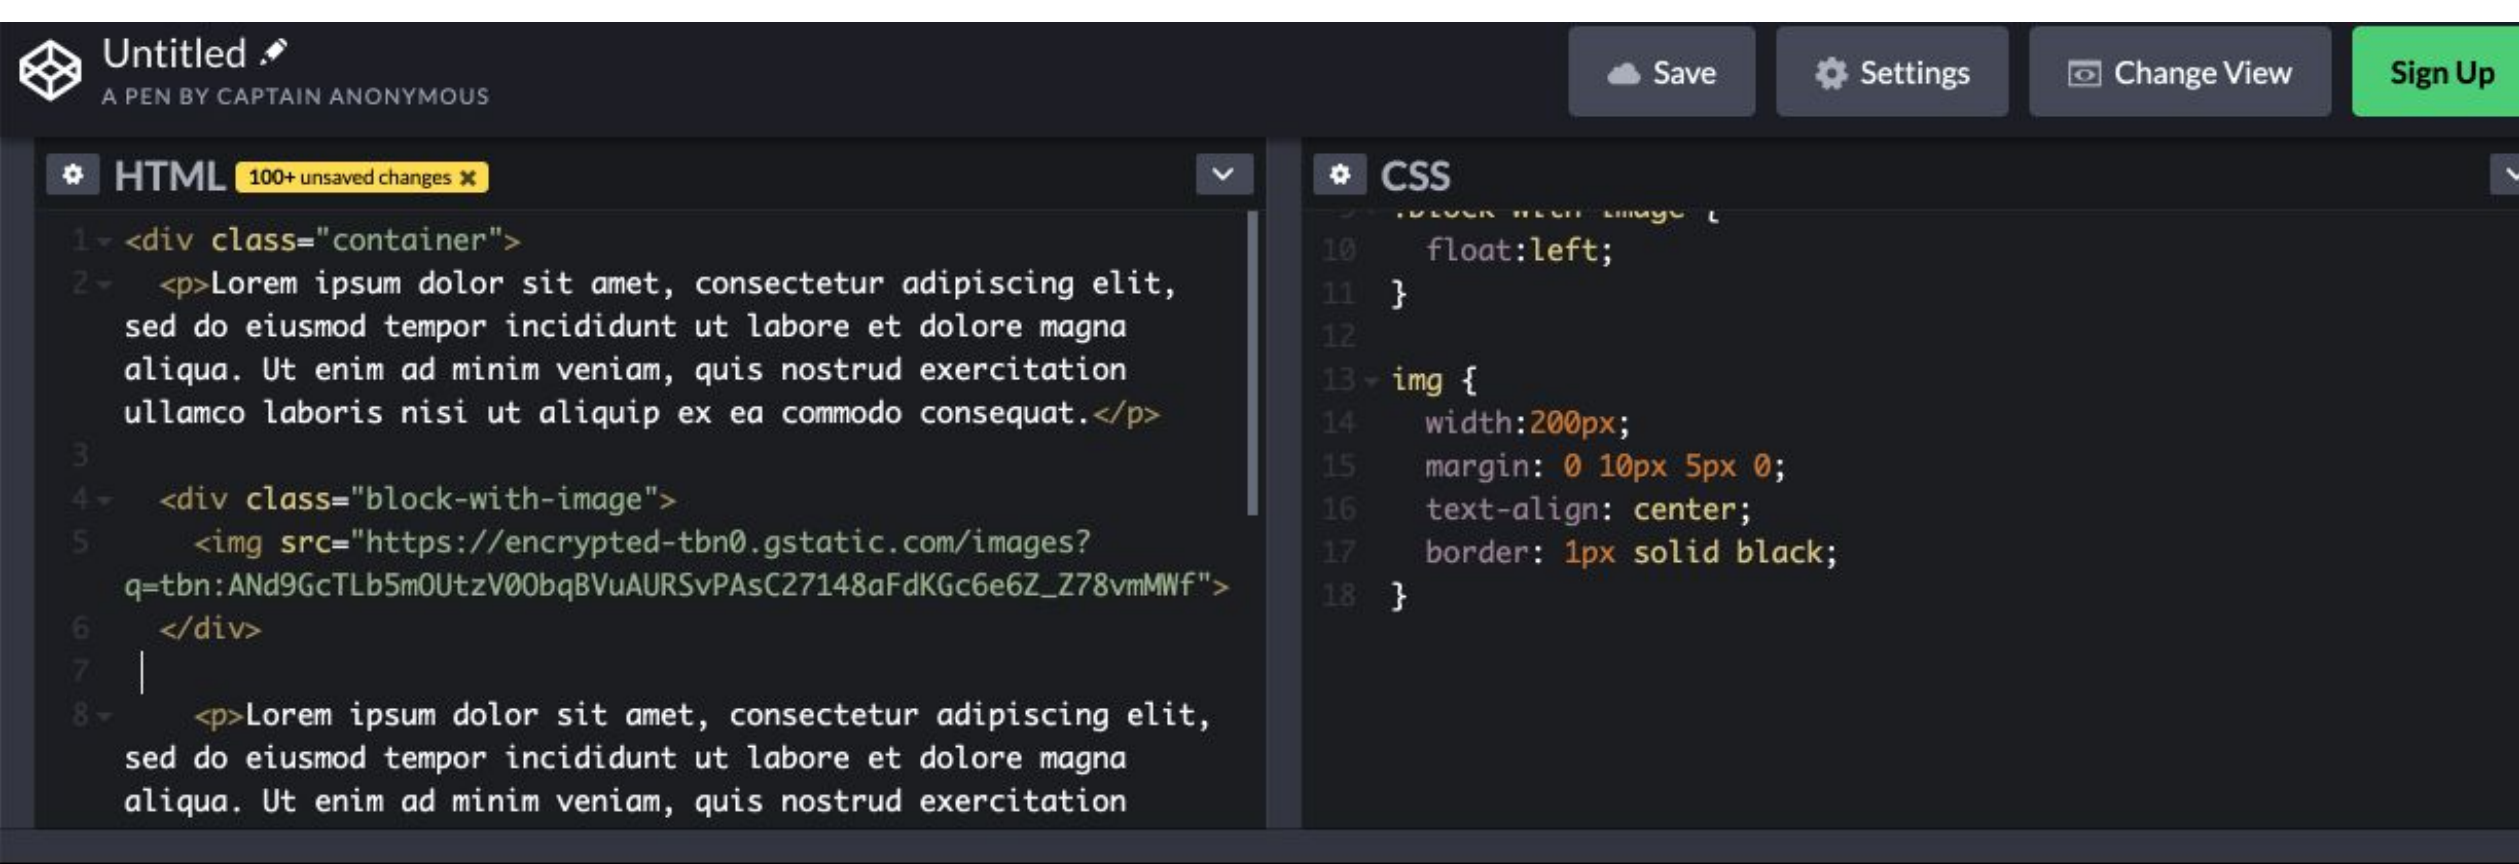 Untitled
A PEN BY CAPTAIN ANONYMOUS
Save
Settings
Change View
Sign Up
HTML
100+ unsaved changes
1 <div class="container">
2 <p>Lorem ipsum dolor sit amet, consectetur adipiscing elit,
sed do eiusmod tempor incididunt ut labore et dolore magna
aliqua. Ut enim ad minim veniam, quis nostrud exercitation
ullamco laboris nisi ut aliquip ex ea commodo consequat.</p>
3
4 <div class="block-with-image">
5 <img src="https://encrypted-tbn0.gstatic.com/images?
q=tbn:ANd9GcTLb5mOUtzV0ObqBVuAURSvPAsC27148aFdKGc6e6Z_Z78vmMWf">
6 </div>
7
8 <p>Lorem ipsum dolor sit amet, consectetur adipiscing elit,
sed do eiusmod tempor incididunt ut labore et dolore magna
aliqua. Ut enim ad minim veniam, quis nostrud exercitation
CSS
9 .block-with-image {
10 float:left;
11 }
12
13 img {
14 width:200px;
15 margin: 0 10px 5px 0;
16 text-align: center;
17 border: 1px solid black;
18 }